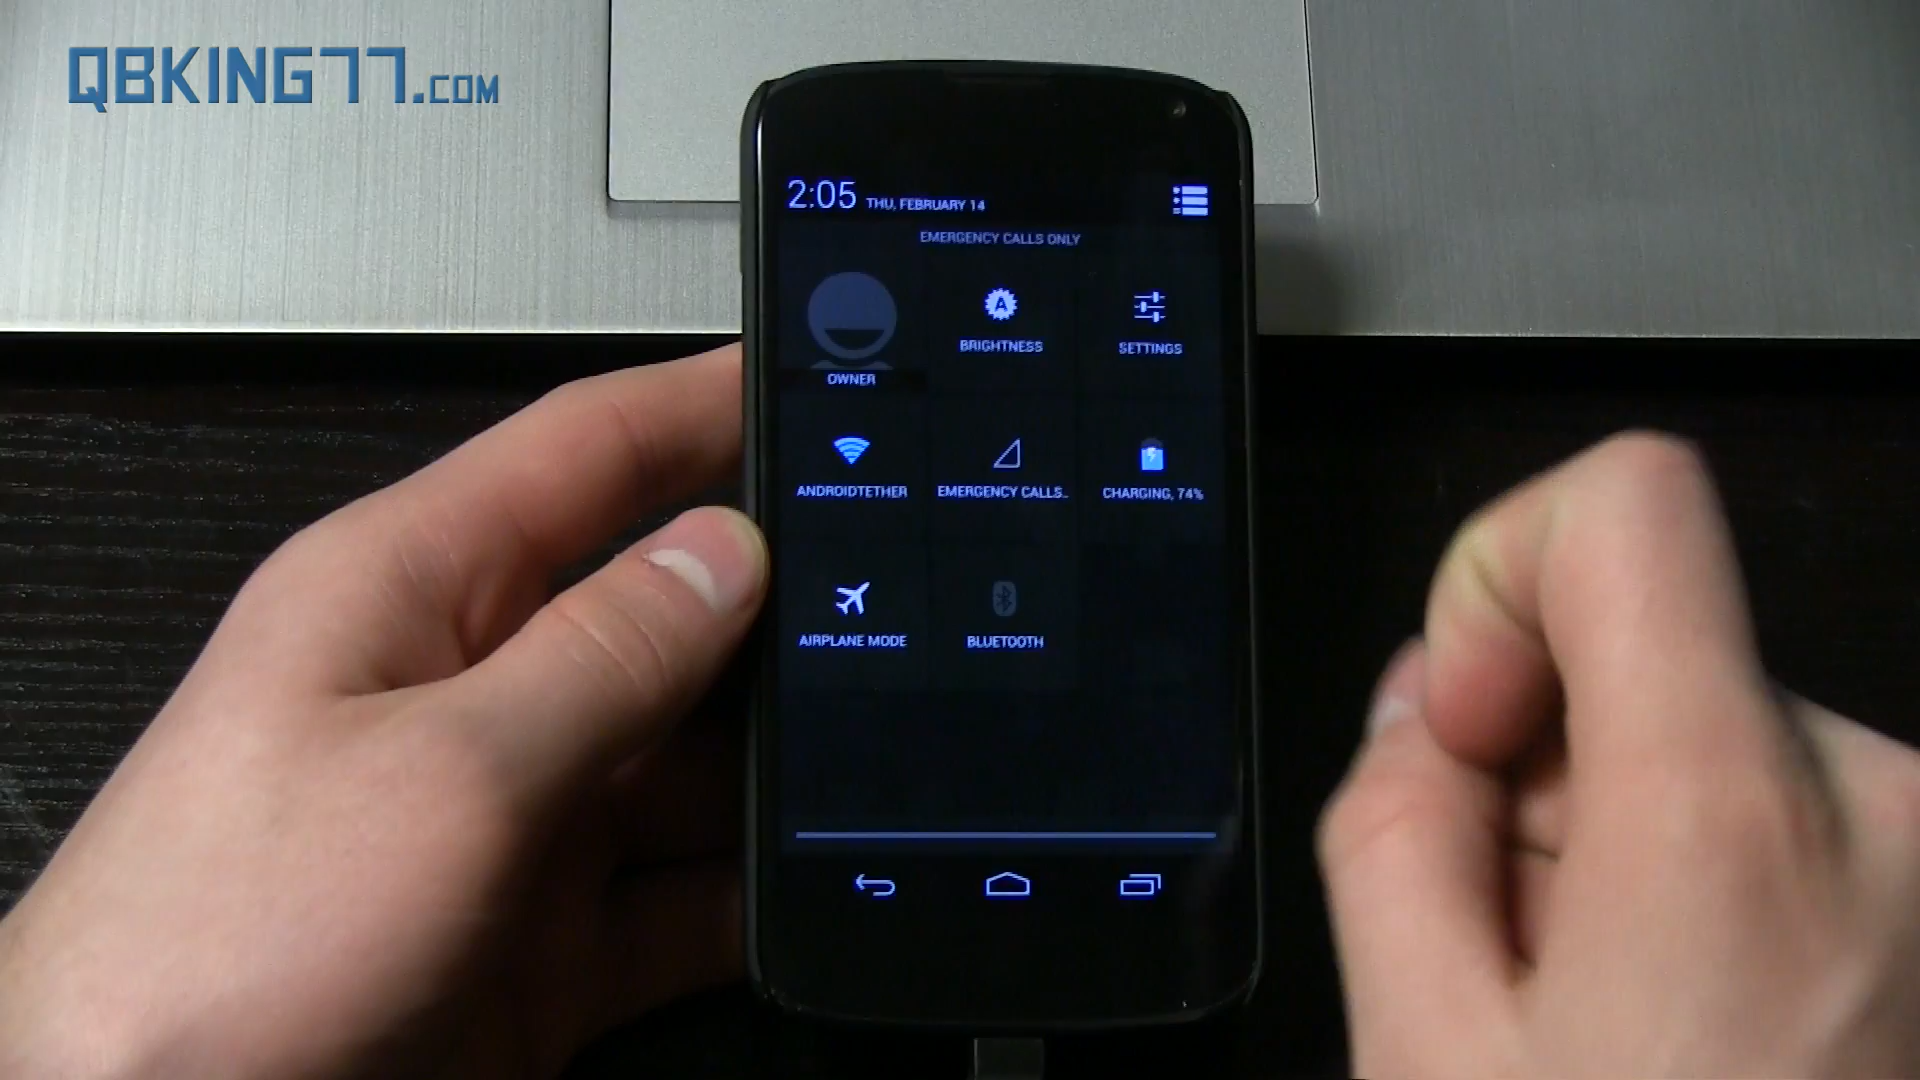 QBKING77.COM
2:05 THU, FEBRUARY 14
EMERGENCY CALLS ONLY
OWNER
A
BRIGHTNESS
SETTINGS
ANDROIDTETHER
EMERGENCY CALLS..
CHARGING, 74%
AIRPLANE MODE
BLUETOOTH